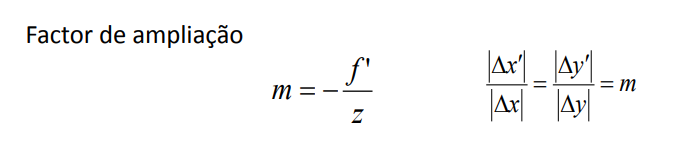 Factor de ampliação
m = − f' / z
|Δx'| / |Δx| = |Δy'| / |Δy| = m